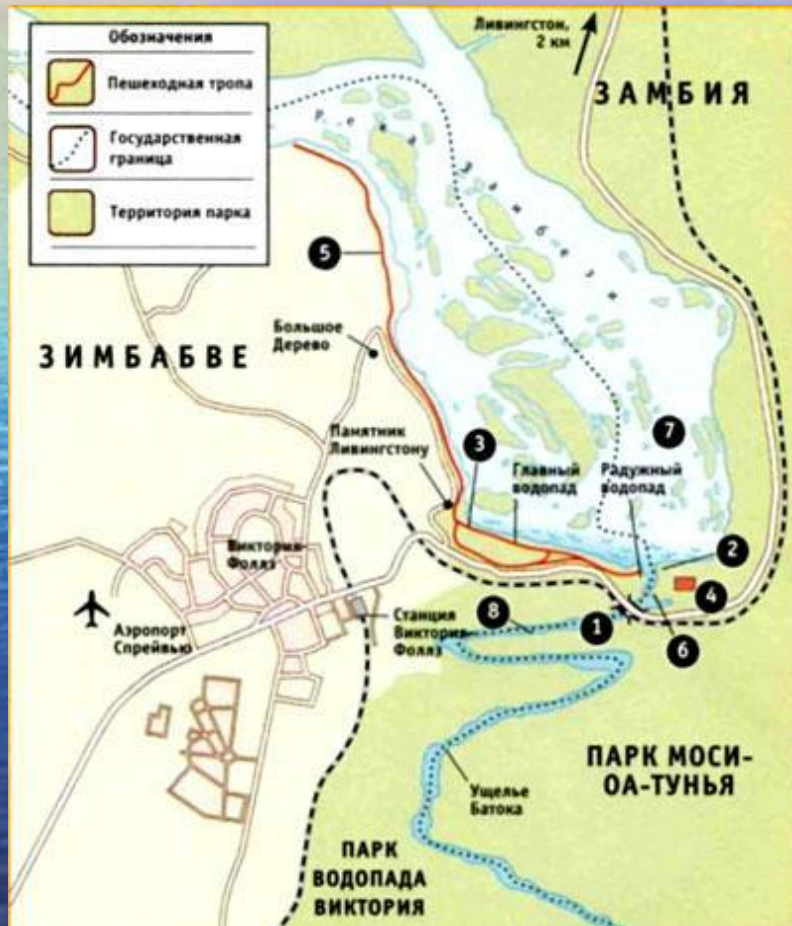 Обозначения
Пешеходная тропа
Государственная
граница
Территория парка
Ливингстон,
2 км
ЗАМБИЯ
река Замбези
5
Большое
Дерево
ЗИМБАБВЕ
Памятник
Ливингстону
3
7
Главный
водопад
Радужный
водопад
2
4
Виктория-
Фоллз
8
1
6
Аэропорт
Спрейвью
Станция
Виктория-
Фоллз
ПАРК МОСИ-
ОА-ТУНЬЯ
Ущелье
Батока
ПАРК
ВОДОПАДА
ВИКТОРИЯ